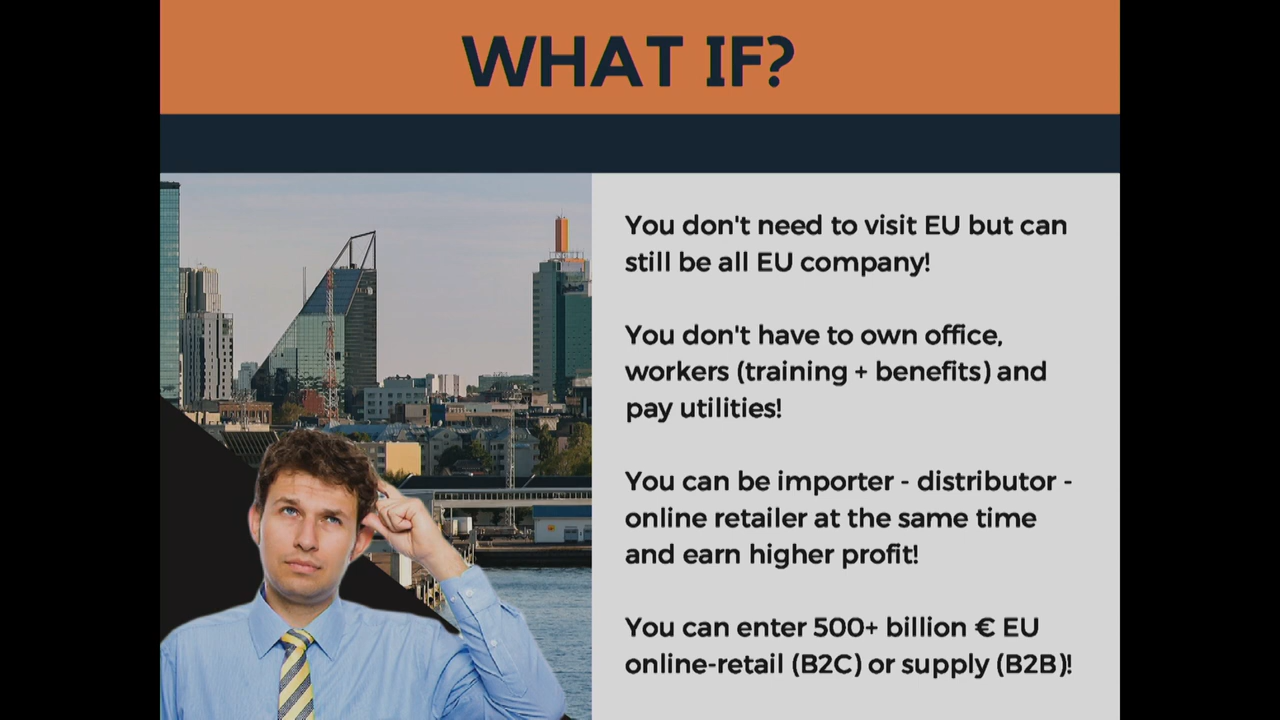 WHAT IF?
You don't need to visit EU but can
still be all EU company!
You don't have to own office,
workers (training + benefits) and
pay utilities!
You can be importer - distributor -
online retailer at the same time
and earn higher profit!
You can enter 500+ billion € EU
online-retail (B2C) or supply (B2B)!